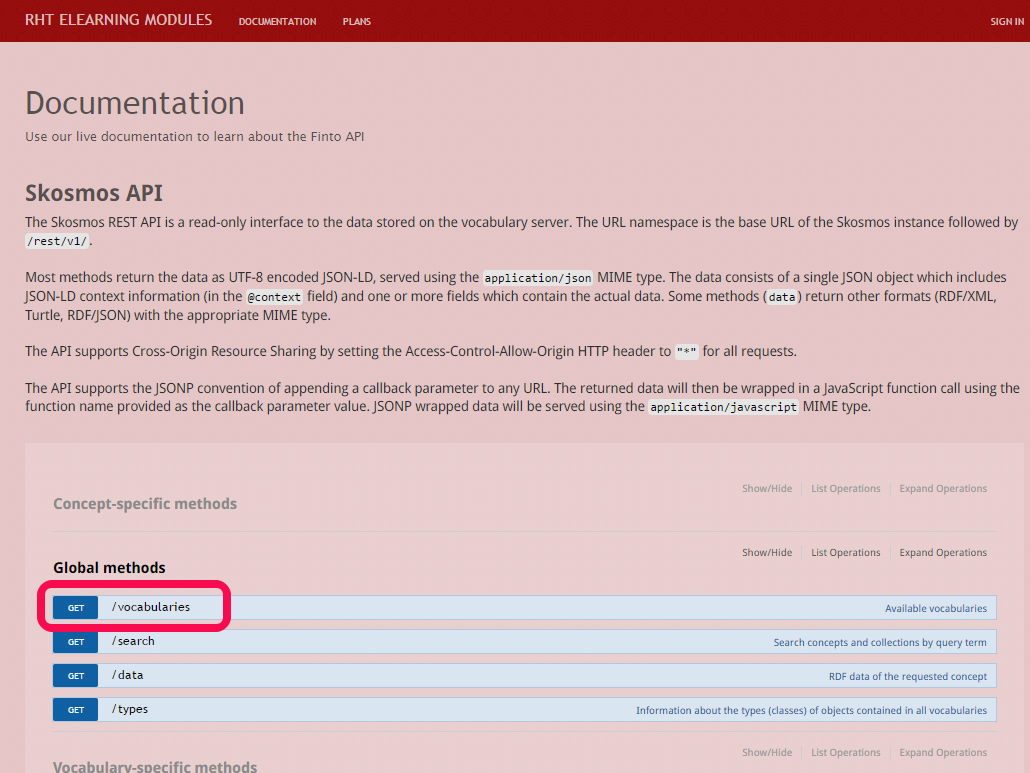 RHT ELEARNING MODULES DOCUMENTATION PLANS SIGN IN
Documentation
Use our live documentation to learn about the Finto API
Skosmos API
The Skosmos REST API is a read-only interface to the data stored on the vocabulary server. The URL namespace is the base URL of the Skosmos instance followed by
/rest/v1/.
Most methods return the data as UTF-8 encoded JSON-LD, served using the application/json MIME type. The data consists of a single JSON object which includes
JSON-LD context information (in the @context field) and one or more fields which contain the actual data. Some methods (data) return other formats (RDF/XML,
Turtle, RDF/JSON) with the appropriate MIME type.
The API supports Cross-Origin Resource Sharing by setting the Access-Control-Allow-Origin HTTP header to "*" for all requests.
The API supports the JSONP convention of appending a callback parameter to any URL. The returned data will then be wrapped in a JavaScript function call using the
function name provided as the callback parameter value. JSONP wrapped data will be served using the application/javascript MIME type.
Show/Hide List Operations Expand Operations
Concept-specific methods
Show/Hide List Operations Expand Operations
Global methods
GET /vocabularies Available vocabularies
GET /search Search concepts and collections by query term
GET /data RDF data of the requested concept
GET /types Information about the types (classes) of objects contained in all vocabularies
Show/Hide List Operations Expand Operations
Vocabulary-specific methods